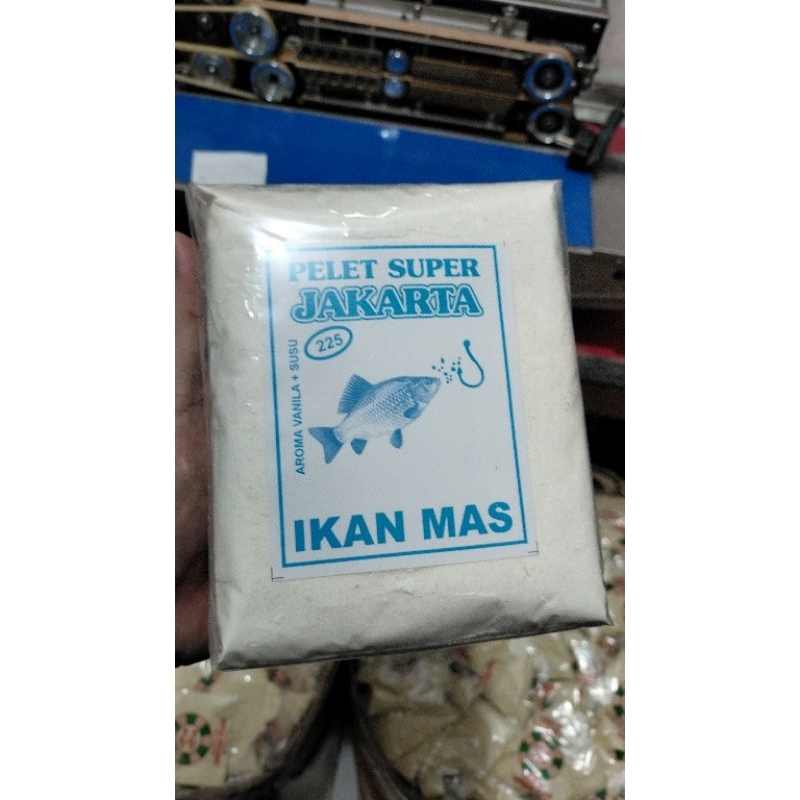 PELET SUPER
JAKARTA
225
AROMA VANILA + SUSU
IKAN MAS